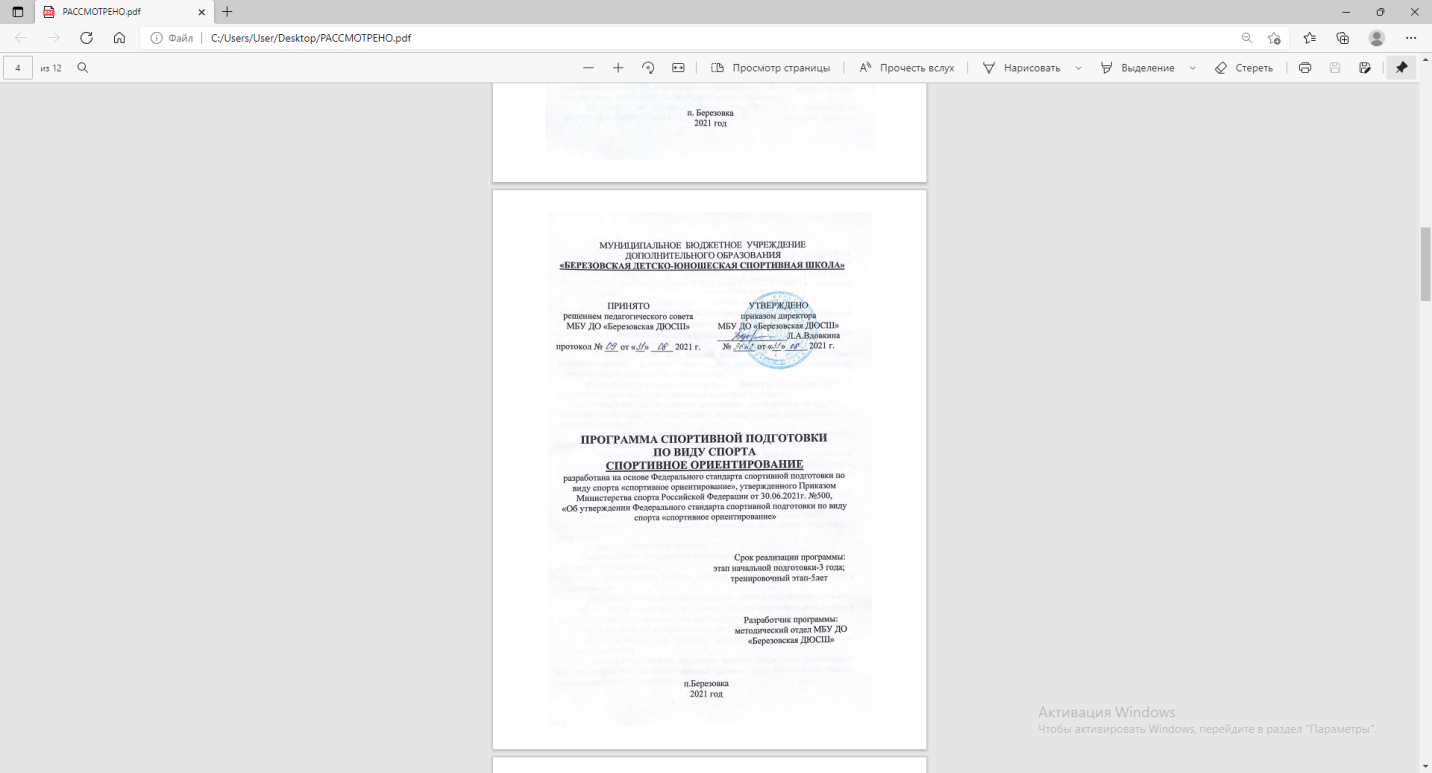 РАССМОТРЕНО.pdf
Файл C:/Users/User/Desktop/РАССМОТРЕНО.pdf
4 из 12 Просмотр страницы Прочесть вслух Нарисовать Выделение Стереть
п. Березовка
2021 год
МУНИЦИПАЛЬНОЕ БЮДЖЕТНОЕ УЧРЕЖДЕНИЕ
ДОПОЛНИТЕЛЬНОГО ОБРАЗОВАНИЯ
«БЕРЕЗОВСКАЯ ДЕТСКО-ЮНОШЕСКАЯ СПОРТИВНАЯ ШКОЛА»
ПРИНЯТО
решением педагогического совета
МБУ ДО «Березовская ДЮСШ»
протокол № 09 от «31» 08 2021 г.
УТВЕРЖДЕНО
приказом директора
МБУ ДО «Березовская ДЮСШ»
Л.А.Вдовкина
№ от «31» 08 2021 г.
ПРОГРАММА СПОРТИВНОЙ ПОДГОТОВКИ
ПО ВИДУ СПОРТА
СПОРТИВНОЕ ОРИЕНТИРОВАНИЕ
разработана на основе Федерального стандарта спортивной подготовки по
виду спорта «спортивное ориентирование», утвержденного Приказом
Министерства спорта Российской Федерации от 30.06.2021г. №500,
«Об утверждении Федерального стандарта спортивной подготовки по виду
спорта «спортивное ориентирование»
Срок реализации программы:
этап начальной подготовки-3 года;
тренировочный этап-5лет
Разработчик программы:
методический отдел МБУ ДО
«Березовская ДЮСШ»
п.Березовка
2021 год
Активация Windows
Чтобы активировать Windows, перейдите в раздел "Параметры".